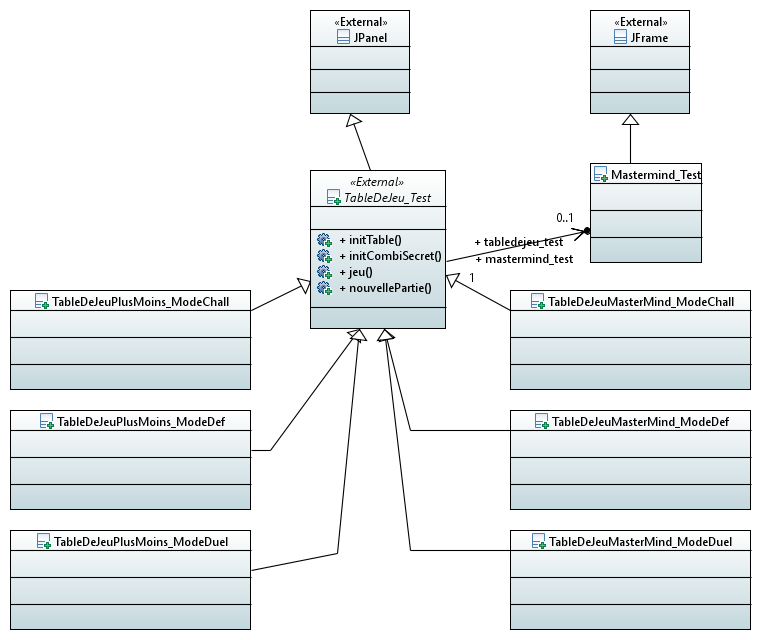 «External»
JPanel
«External»
JFrame
«External»
TableDeJeu_Test
Mastermind_Test
+ initTable()
+ initCombiSecret()
+ jeu()
+ nouvellePartie()
0..1
+ tabledejeu_test
+ mastermind_test
1
TableDeJeuPlusMoins_ModeChall
TableDeJeuMasterMind_ModeChall
TableDeJeuPlusMoins_ModeDef
TableDeJeuMasterMind_ModeDef
TableDeJeuPlusMoins_ModeDuel
TableDeJeuMasterMind_ModeDuel